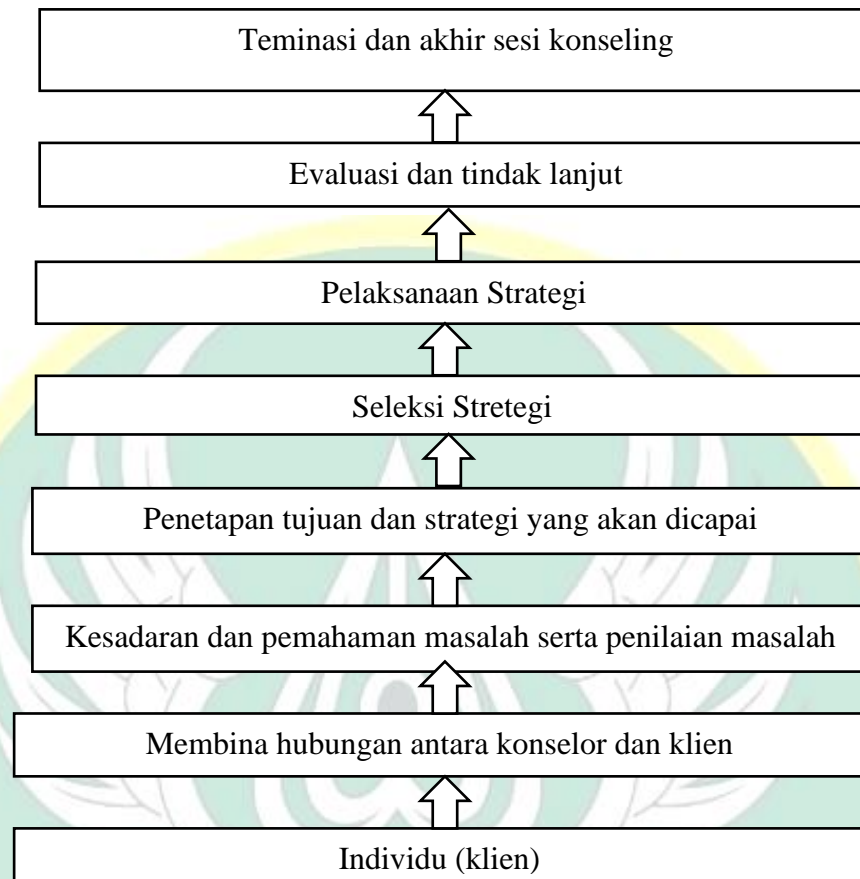 Teminasi dan akhir sesi konseling
Evaluasi dan tindak lanjut
Pelaksanaan Strategi
Seleksi Stretegi
Penetapan tujuan dan strategi yang akan dicapai
Kesadaran dan pemahaman masalah serta penilaian masalah
Membina hubungan antara konselor dan klien
Individu (klien)